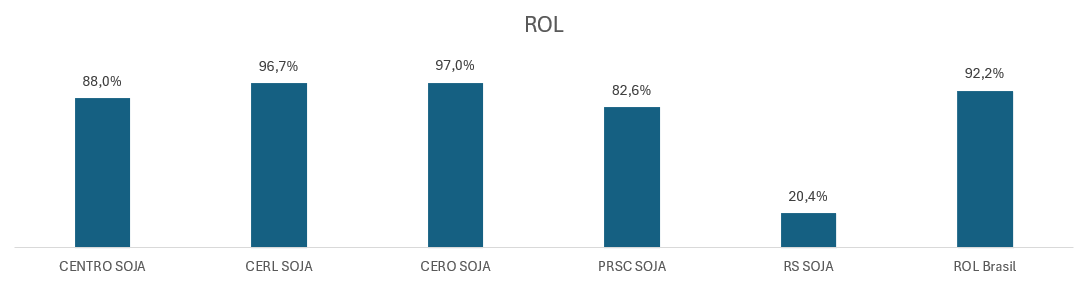 ROL
88,0%
96,7%
97,0%
82,6%
20,4%
92,2%
CENTRO SOJA
CERL SOJA
CERO SOJA
PRSC SOJA
RS SOJA
ROL Brasil